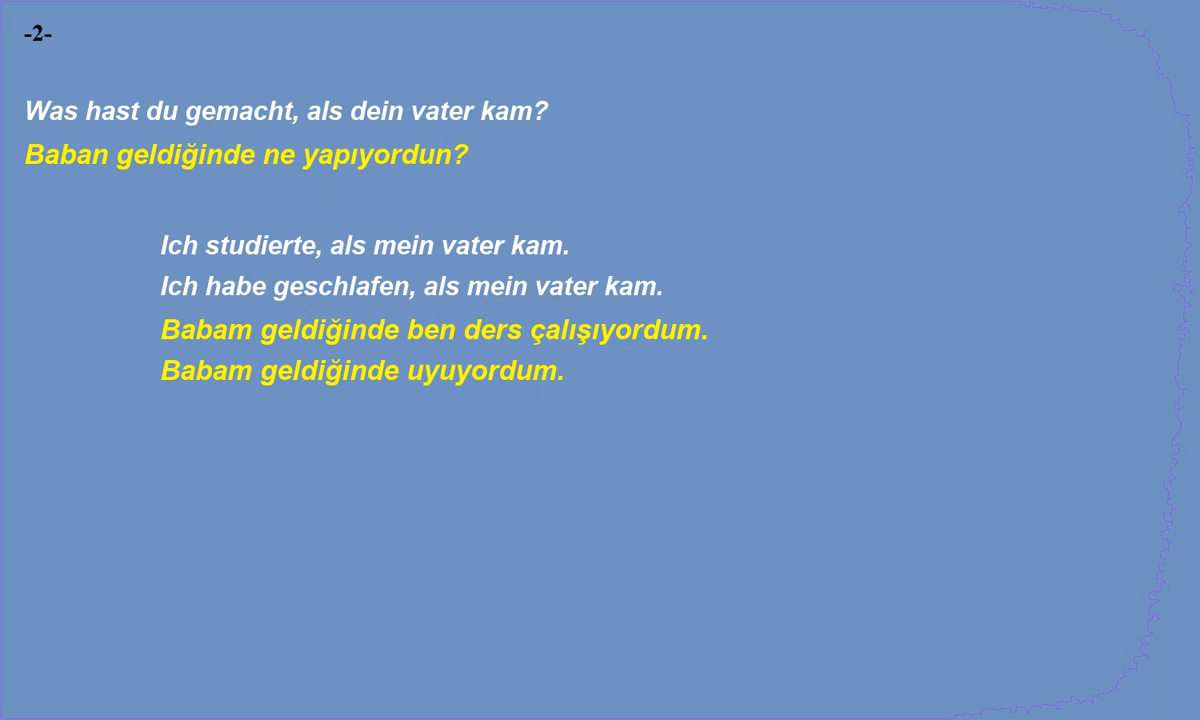 -2-
Was hast du gemacht, als dein vater kam?
Baban geldiğinde ne yapıyordun?
Ich studierte, als mein vater kam.
Ich habe geschlafen, als mein vater kam.
Babam geldiğinde ben ders çalışıyordum.
Babam geldiğinde uyuyordum.